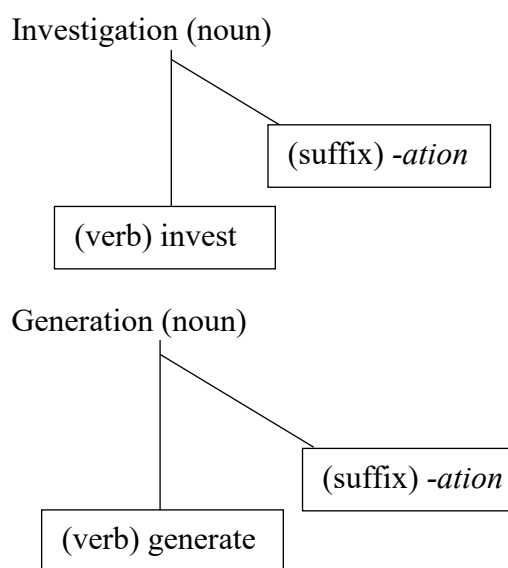 Investigation (noun)
(suffix) -ation
(verb) invest
Generation (noun)
(suffix) -ation
(verb) generate